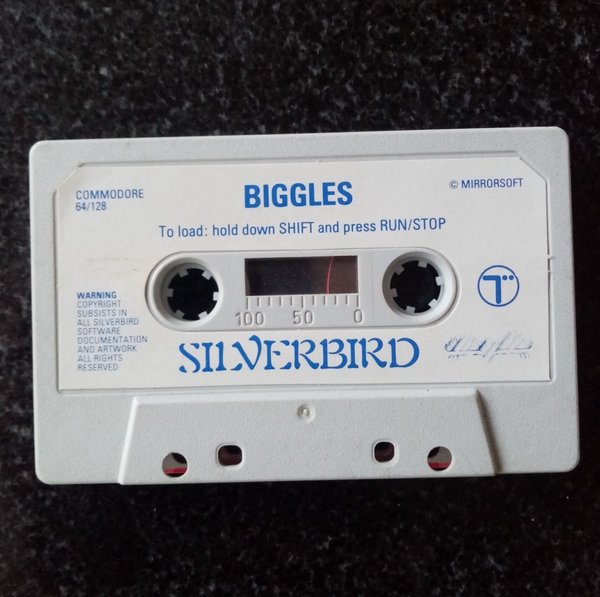 COMMODORE
64/128
BIGGLES
© MIRRORSOFT
To load: hold down SHIFT and press RUN/STOP
WARNING
COPYRIGHT
SUBSISTS IN
ALL SILVERBIRD
SOFTWARE
DOCUMENTATION
AND ARTWORK
ALL RIGHTS
RESERVED
100 50 0
SILVERBIRD